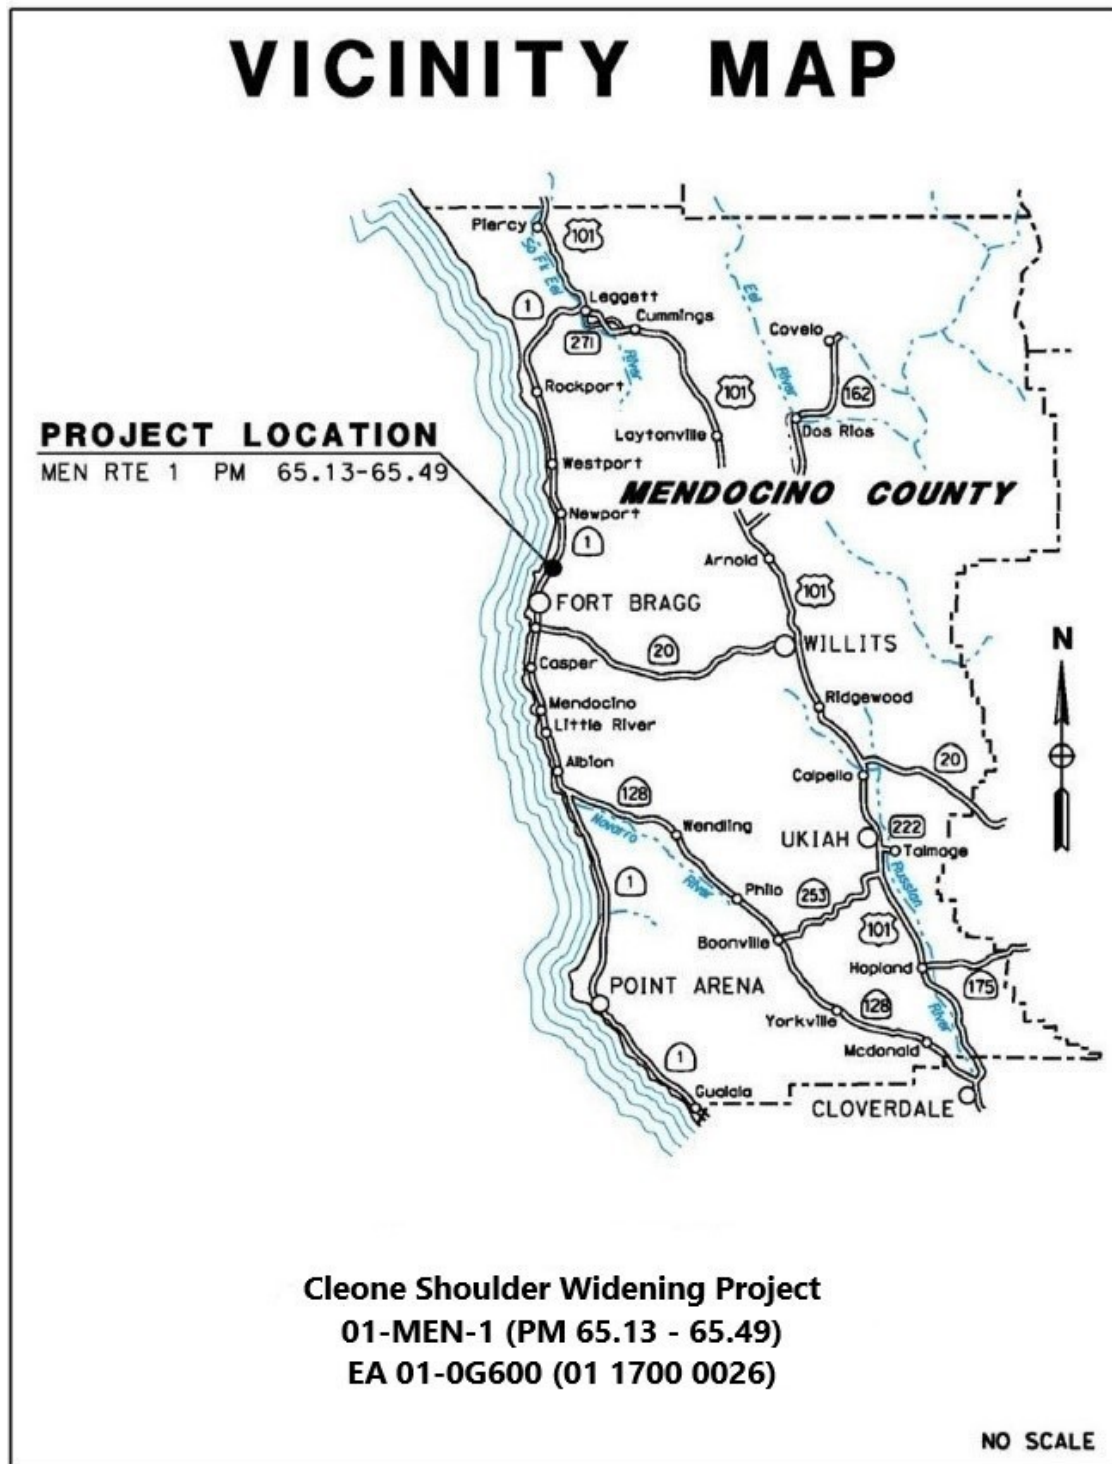 VICINITY MAP
Piercy
101
So Fk Eel
Leggett
1
Cummings
271
River
Eel
Covelo
River
162
101
Rockport
Dos Rios
Laytonville
PROJECT LOCATION
MEN RTE 1 PM 65.13-65.49
Westport
MENDOCINO COUNTY
Newport
1
Arnold
101
FORT BRAGG
N
20
WILLITS
Casper
Ridgewood
Mendocino
Little River
Albion
20
Calpella
128
Navarro
Wendling
UKIAH
222
Talmage
1
River
Philo
253
Russian
Boonville
101
Hopland
POINT ARENA
175
Yorkville
128
River
Mcdonald
1
Gualala
CLOVERDALE
Cleone Shoulder Widening Project
01-MEN-1 (PM 65.13 - 65.49)
EA 01-0G600 (01 1700 0026)
NO SCALE